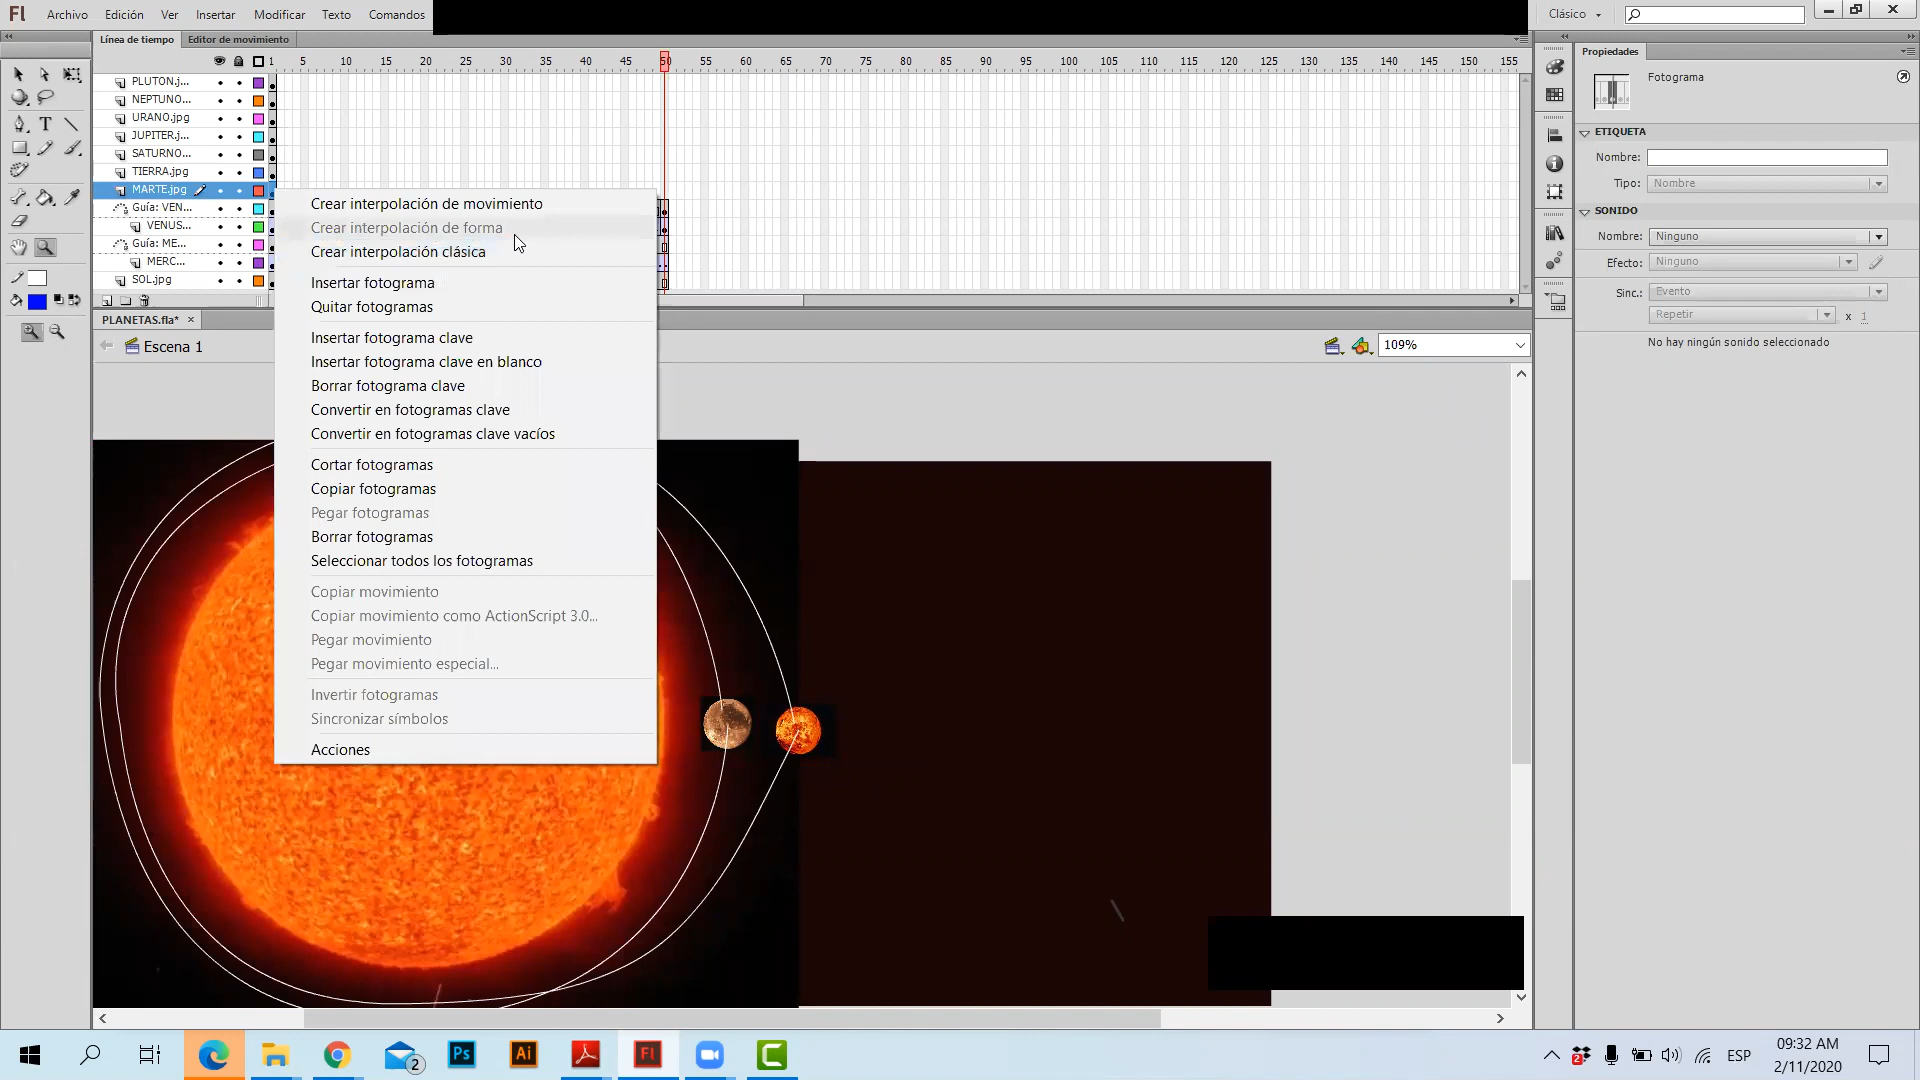 Fl Archivo Edición Ver Insertar Modificar Texto Comandos Clásico
Línea de tiempo Editor de movimiento Propiedades
1 5 10 15 20 25 30 35 40 45 50 55 60 65 70 75 80 85 90 95 100 105 110 115 120 125 130 135 140 145 150 155
PLUTON.j...
NEPTUNO...
URANO.jpg
JUPITER.j...
SATURNO...
TIERRA.jpg
MARTE.jpg
Guía: VEN...
VENUS...
Guía: ME...
MERC...
SOL.jpg
PLANETAS.fla* x
Escena 1
109%
Crear interpolación de movimiento
Crear interpolación de forma
Crear interpolación clásica
Insertar fotograma
Quitar fotogramas
Insertar fotograma clave
Insertar fotograma clave en blanco
Borrar fotograma clave
Convertir en fotogramas clave
Convertir en fotogramas clave vacíos
Cortar fotogramas
Copiar fotogramas
Pegar fotogramas
Borrar fotogramas
Seleccionar todos los fotogramas
Copiar movimiento
Copiar movimiento como ActionScript 3.0...
Pegar movimiento
Pegar movimiento especial...
Invertir fotogramas
Sincronizar símbolos
Acciones
Fotograma
ETIQUETA
Nombre:
Tipo: Nombre
SONIDO
Nombre: Ninguno
Efecto: Ninguno
Sinc.: Evento
Repetir x 1
No hay ningún sonido seleccionado
2 Ps Ai Fl 2 ESP
09:32 AM
2/11/2020